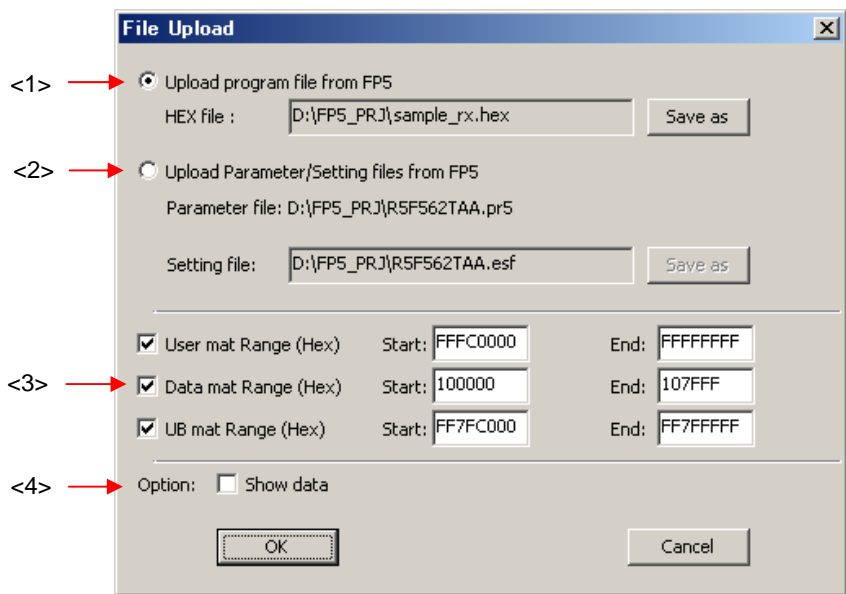 File Upload
<1> Upload program file from FP5
HEX file : D:\FP5_PRJ\sample_rx.hex Save as
<2> Upload Parameter/Setting files from FP5
Parameter file: D:\FP5_PRJ\R5F562TAA.pr5
Setting file: D:\FP5_PRJ\R5F562TAA.esf Save as
User mat Range (Hex) Start: FFFC0000 End: FFFFFFFF
<3> Data mat Range (Hex) Start: 100000 End: 107FFF
UB mat Range (Hex) Start: FF7FC000 End: FF7FFFFF
<4> Option: Show data
OK Cancel